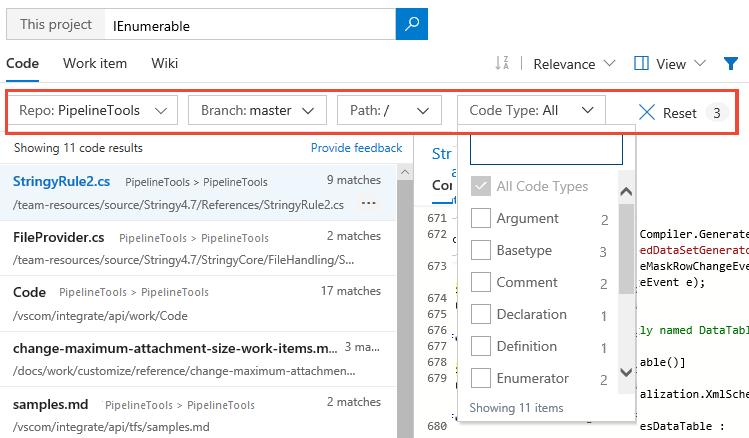 This project IEnumerable
Code Work item Wiki Relevance View
Repo: PipelineTools Branch: master Path: / Code Type: All Reset 3
Showing 11 code results Provide feedback
StringyRule2.cs PipelineTools > PipelineTools 9 matches
/team-resources/source/Stringy4.7/References/StringyRule2.cs ...
FileProvider.cs PipelineTools > PipelineTools 2 matches
/team-resources/source/Stringy4.7/StringyCore/FileHandling/S...
Code PipelineTools > PipelineTools 17 matches
/vscom/integrate/api/work/Code
change-maximum-attachment-size-work-items.m... 3 ma...
/docs/work/customize/reference/change-maximum-attachmen...
samples.md PipelineTools > PipelineTools 2 matches
/vscom/integrate/api/tfs/samples.md
All Code Types
Argument 2
Basetype 3
Comment 2
Declaration 1
Definition 1
Enumerator 2
Showing 11 items
Str
Co
671
672 Compiler.Generate
edDataSetGenerato
673 eMaskRowChangeEve
eEvent e);
674
675
676 ly named DataTabl
677
678 able()]
679
alization.XmlSche
680 esDataTable :